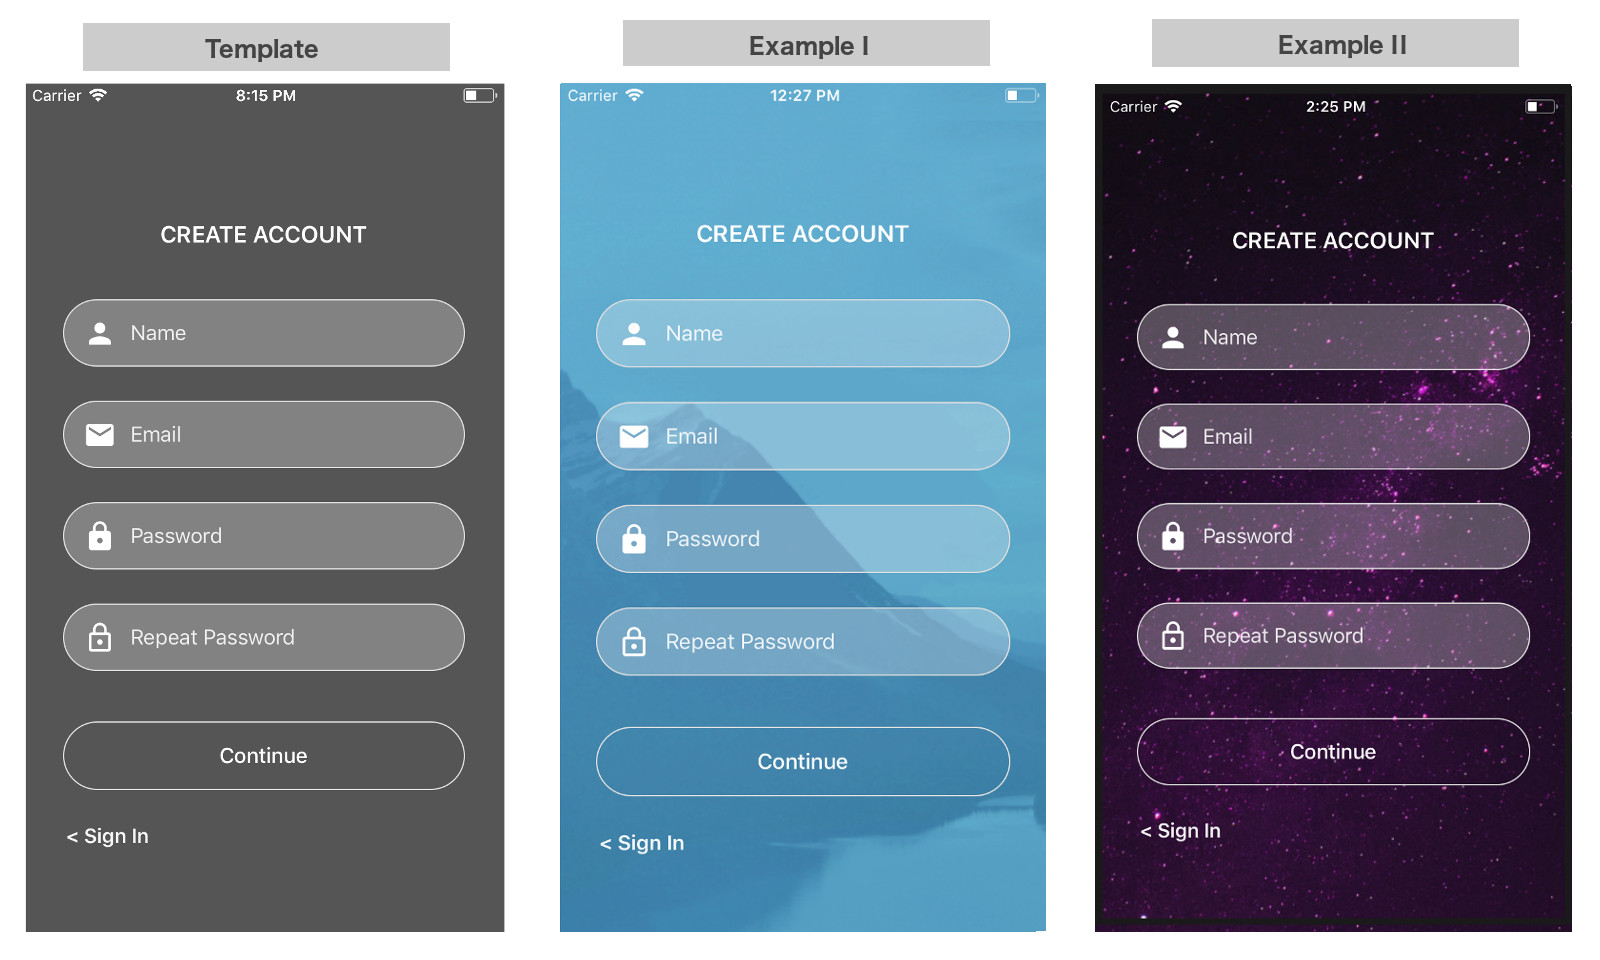 Template
Carrier 8:15 PM
CREATE ACCOUNT
Name
Email
Password
Repeat Password
Continue
< Sign In
Example I
Carrier 12:27 PM
CREATE ACCOUNT
Name
Email
Password
Repeat Password
Continue
< Sign In
Example II
Carrier 2:25 PM
CREATE ACCOUNT
Name
Email
Password
Repeat Password
Continue
< Sign In